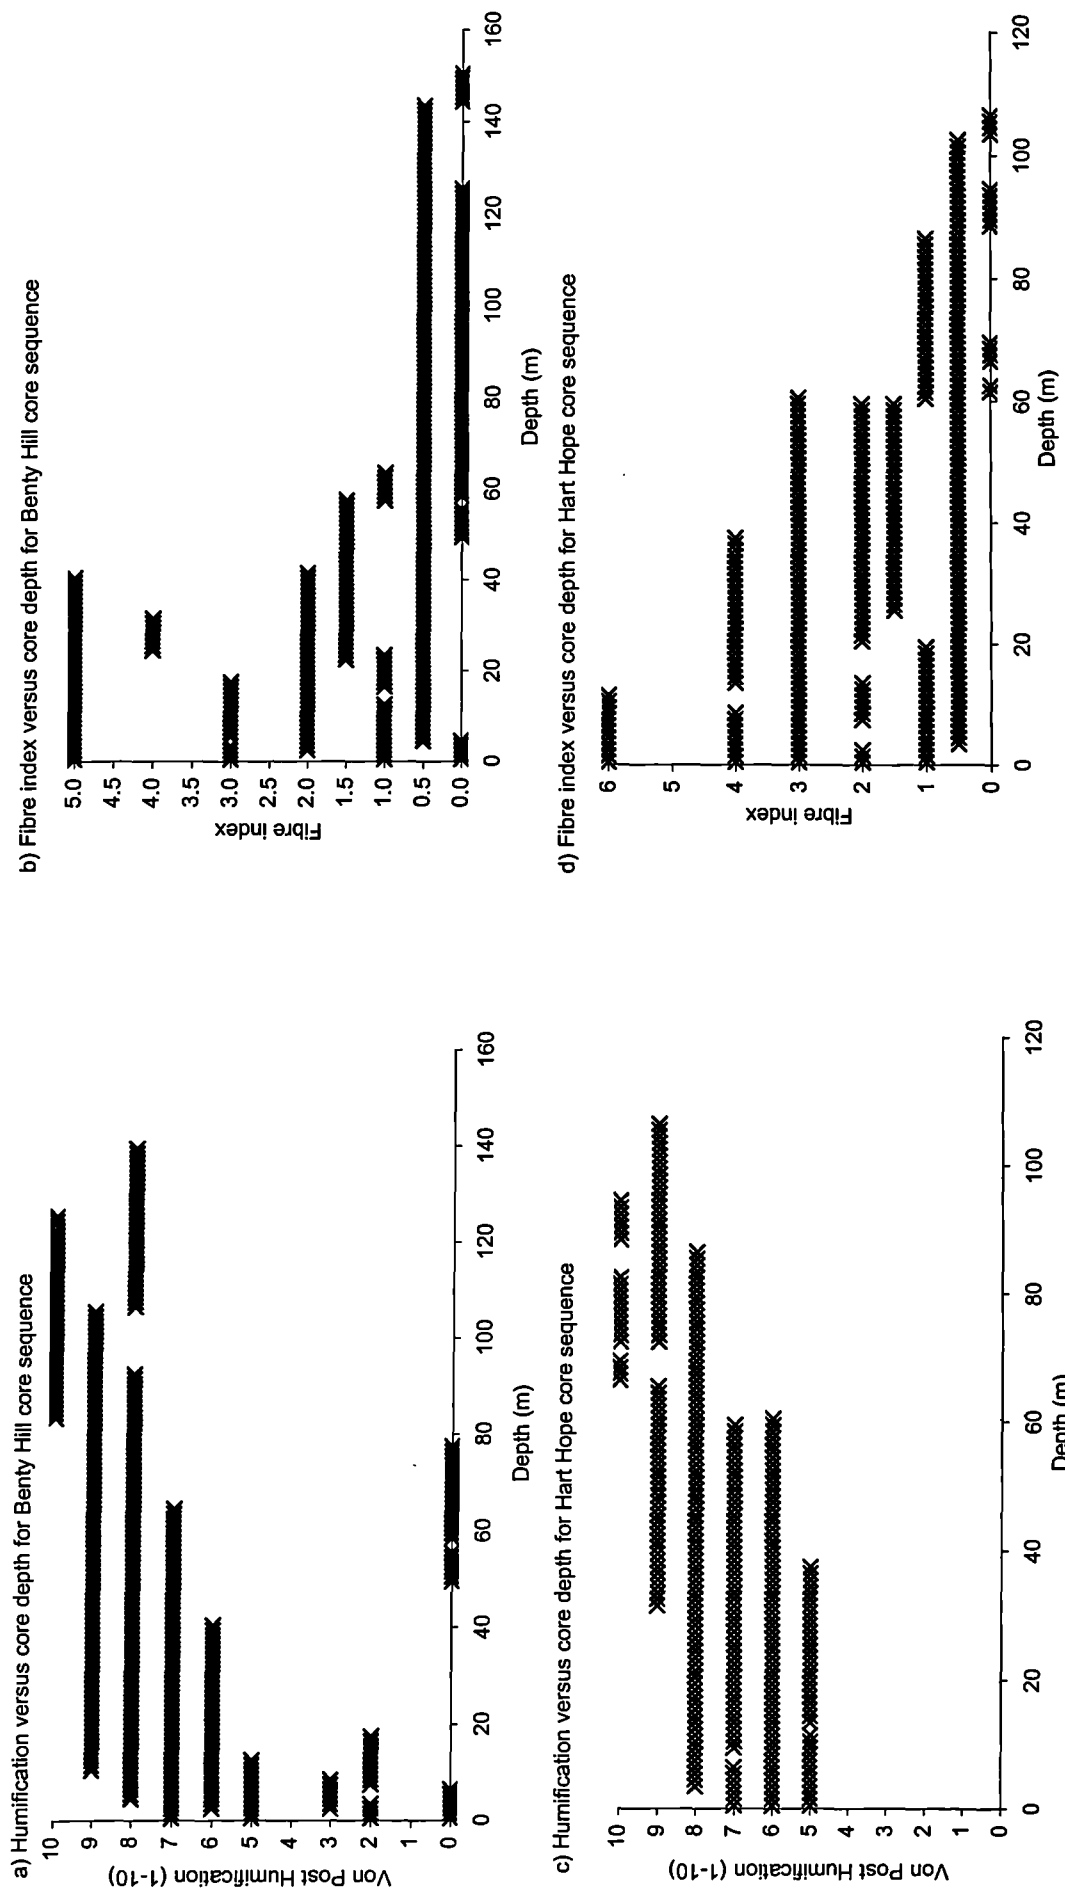 a) Humification versus core depth for Benty Hill core sequence
Von Post Humification (1-10)
10
9
8
7
6
5
4
3
2
1
0
0 20 40 60 80 100 120 140 160
Depth (m)
b) Fibre index versus core depth for Benty Hill core sequence
Fibre index
5.0
4.5
4.0
3.5
3.0
2.5
2.0
1.5
1.0
0.5
0.0
0 20 40 60 80 100 120 140 160
Depth (m)
c) Humification versus core depth for Hart Hope core sequence
Von Post Humification (1-10)
10
9
8
7
6
5
4
3
2
1
0
0 20 40 60 80 100 120
Depth (m)
d) Fibre index versus core depth for Hart Hope core sequence
Fibre index
6
5
4
3
2
1
0
0 20 40 60 80 100 120
Depth (m)